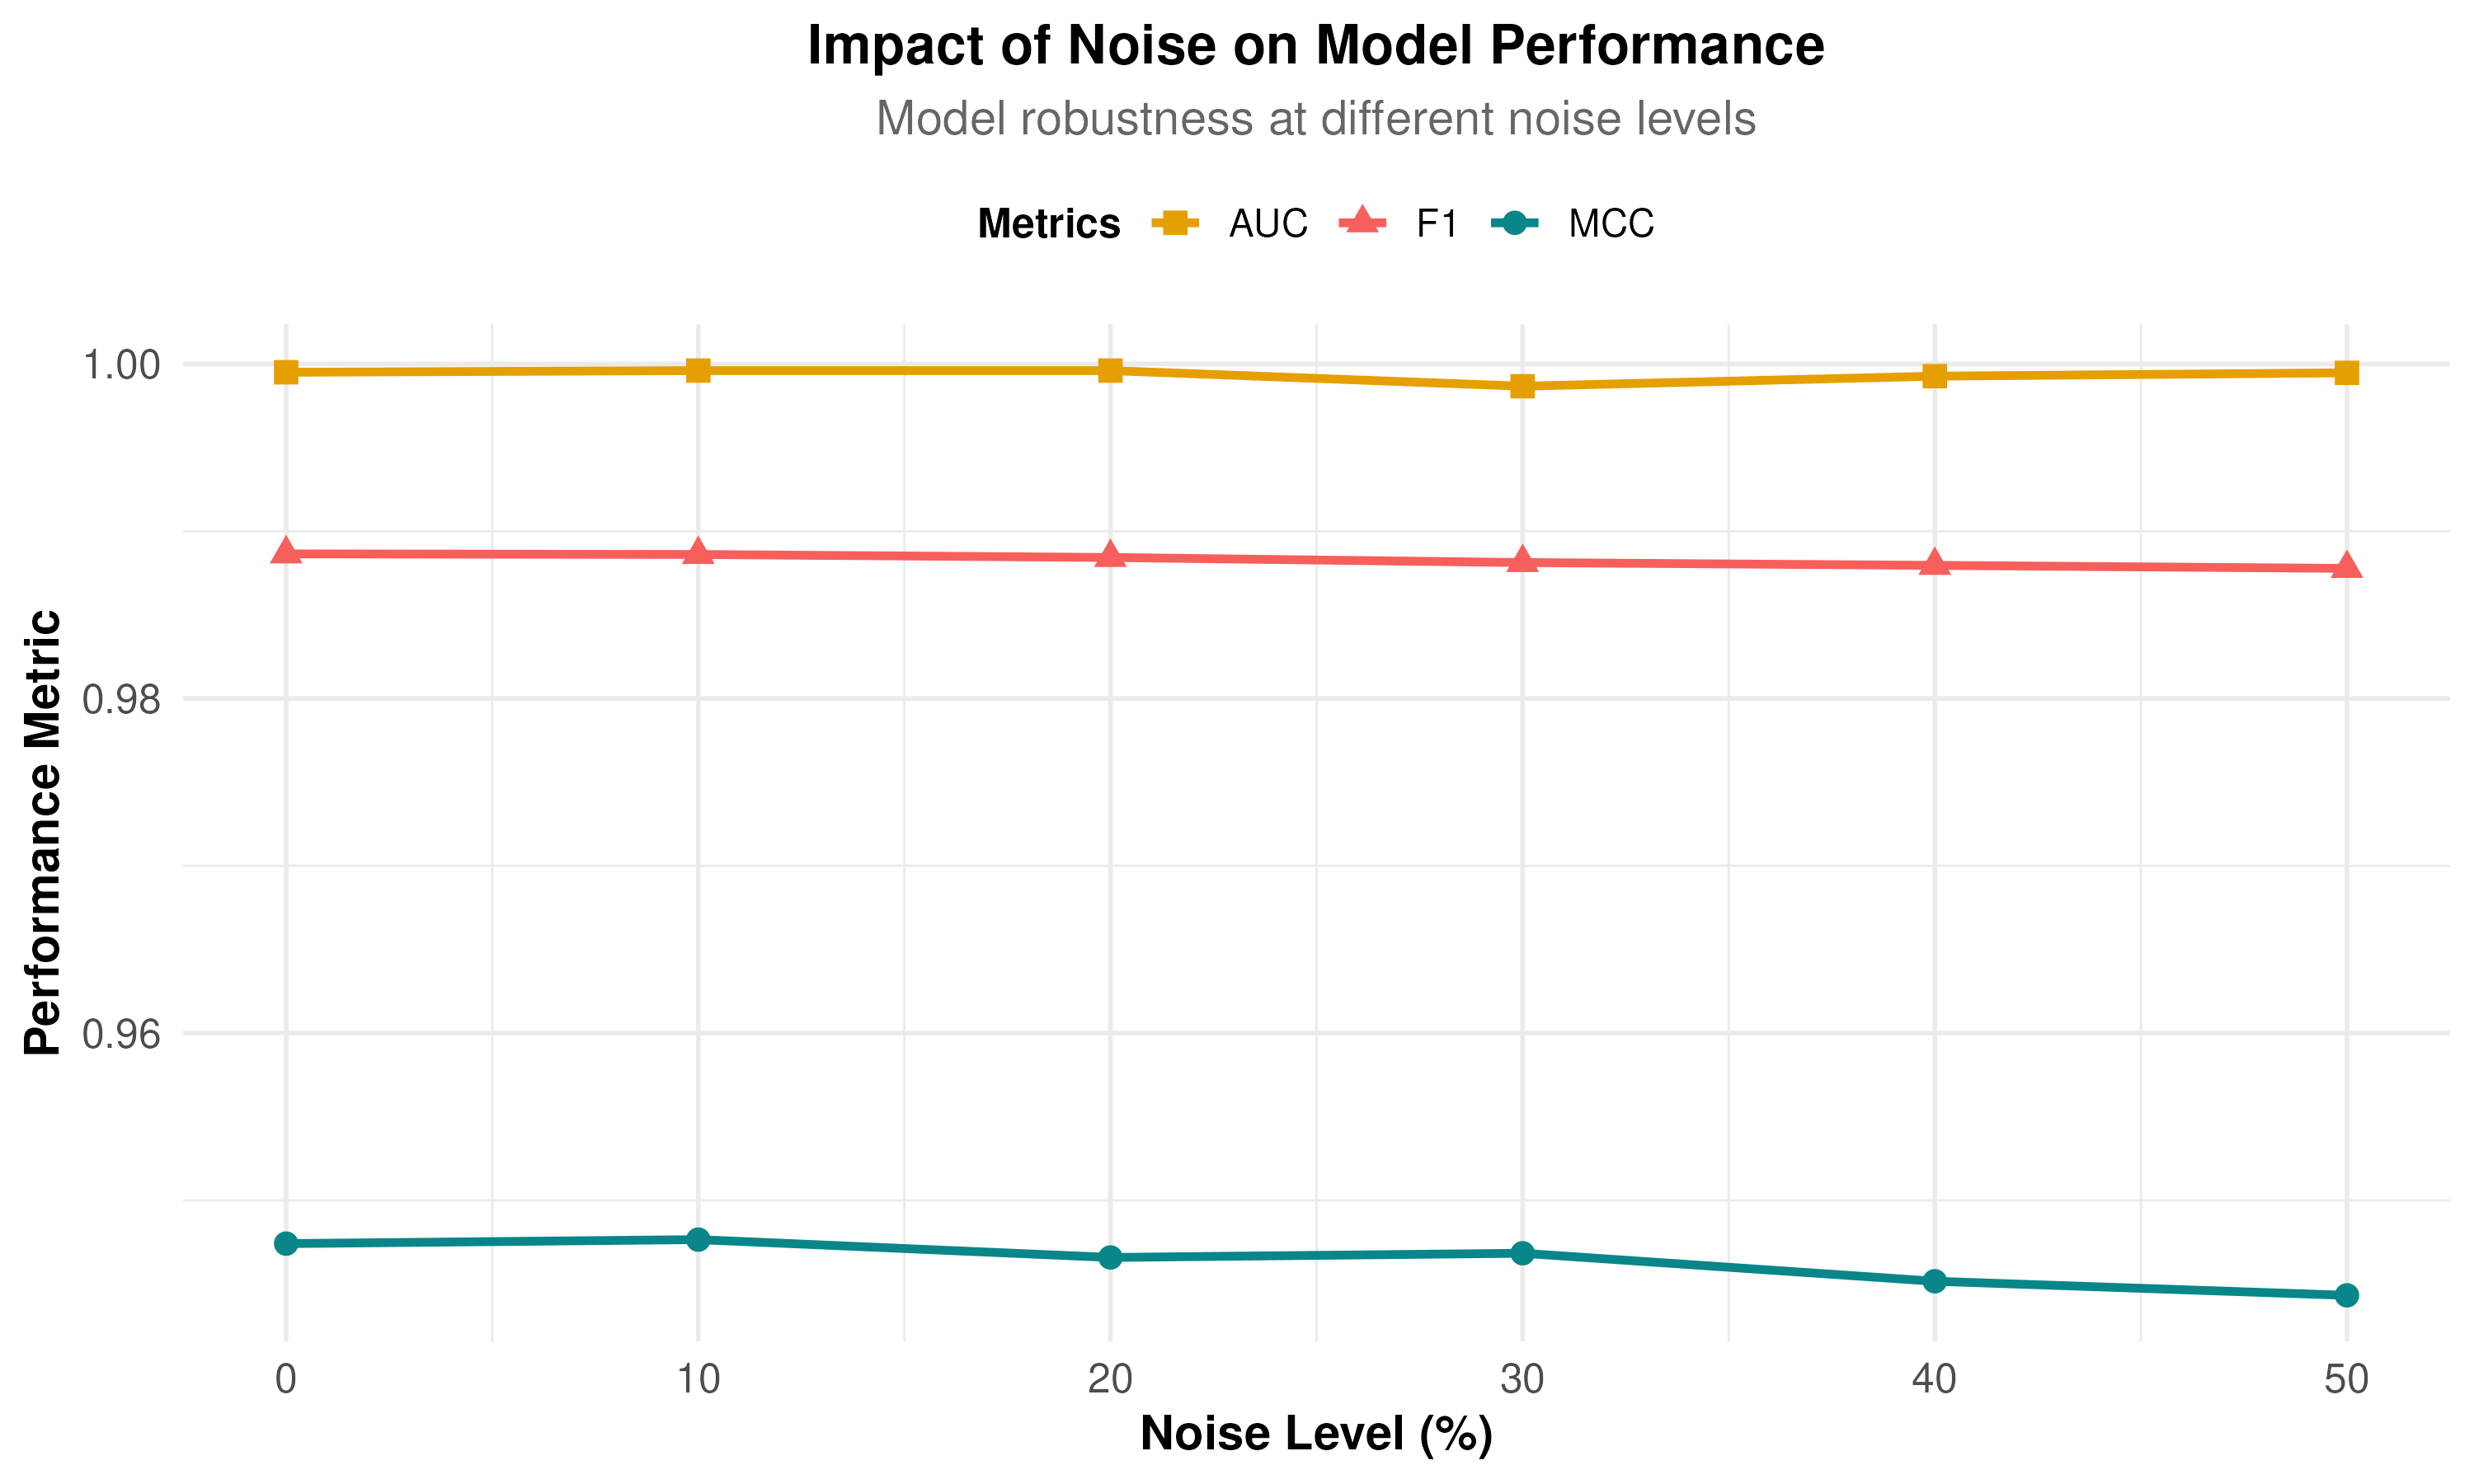 Impact of Noise on Model Performance
Model robustness at different noise levels
Metrics AUC F1 MCC
Performance Metric
1.00
0.98
0.96
0 10 20 30 40 50
Noise Level (%)